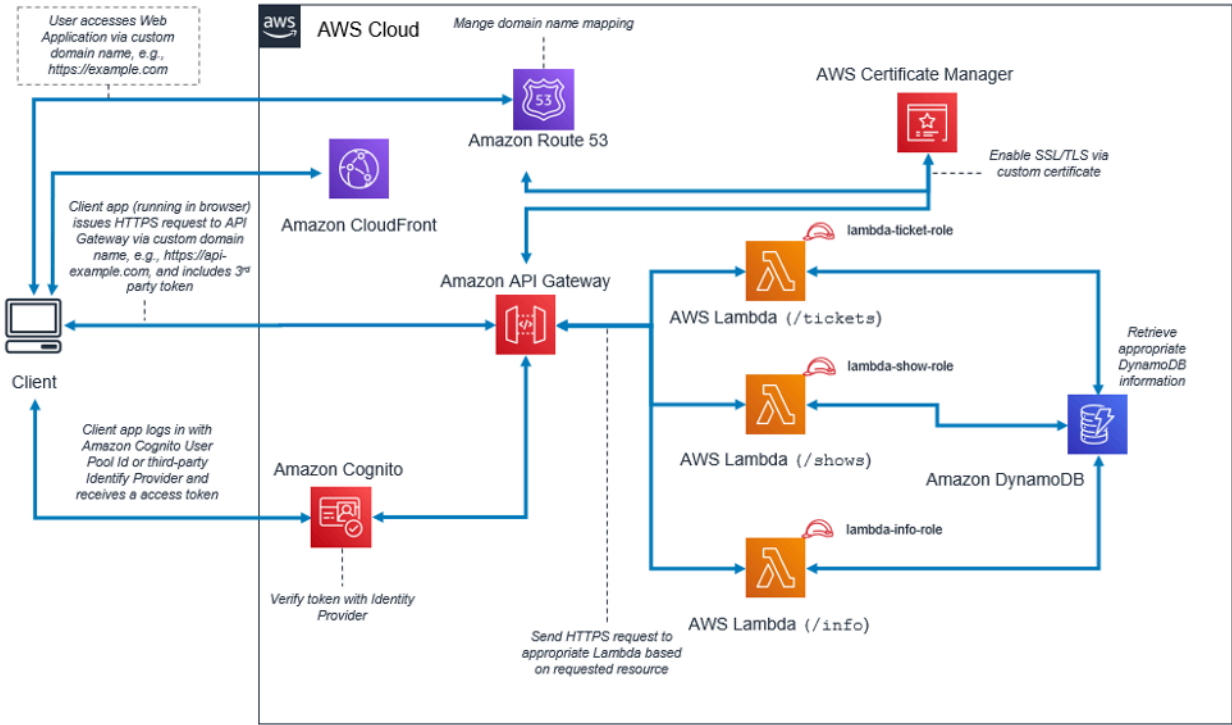 User accesses Web
Application via custom
domain name, e.g.,
https://example.com
aws
AWS Cloud
Mange domain name mapping
53
Amazon Route 53
AWS Certificate Manager
Enable SSL/TLS via
custom certificate
Amazon CloudFront
Client app (running in browser)
issues HTTPS request to API
Gateway via custom domain
name, e.g., https://api-
example.com, and includes 3rd
party token
Amazon API Gateway
lambda-ticket-role
AWS Lambda (/tickets)
Client
Retrieve
appropriate
DynamoDB
information
lambda-show-role
AWS Lambda (/shows)
Amazon DynamoDB
Client app logs in with
Amazon Cognito User
Pool Id or third-party
Identify Provider and
receives a access token
Amazon Cognito
Verify token with Identity
Provider
lambda-info-role
AWS Lambda (/info)
Send HTTPS request to
appropriate Lambda based
on requested resource